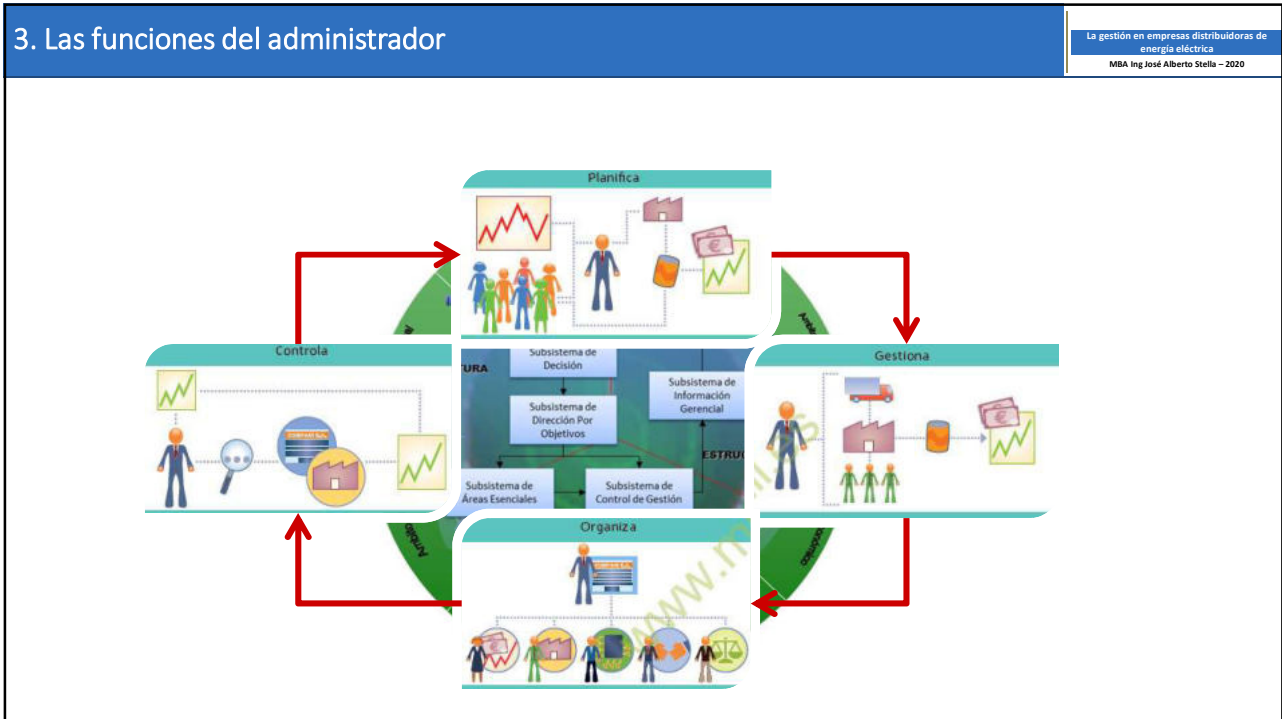 3. Las funciones del administrador
La gestión en empresas distribuidoras de
energía eléctrica
MBA Ing José Alberto Stella – 2020
Planifica
Controla
Gestiona
Subsistema de
Decisión
Subsistema de
Dirección Por
Objetivos
Subsistema de
Información
Gerencial
Subsistema de
Áreas Esenciales
Subsistema de
Control de Gestión
Organiza
Ámbito